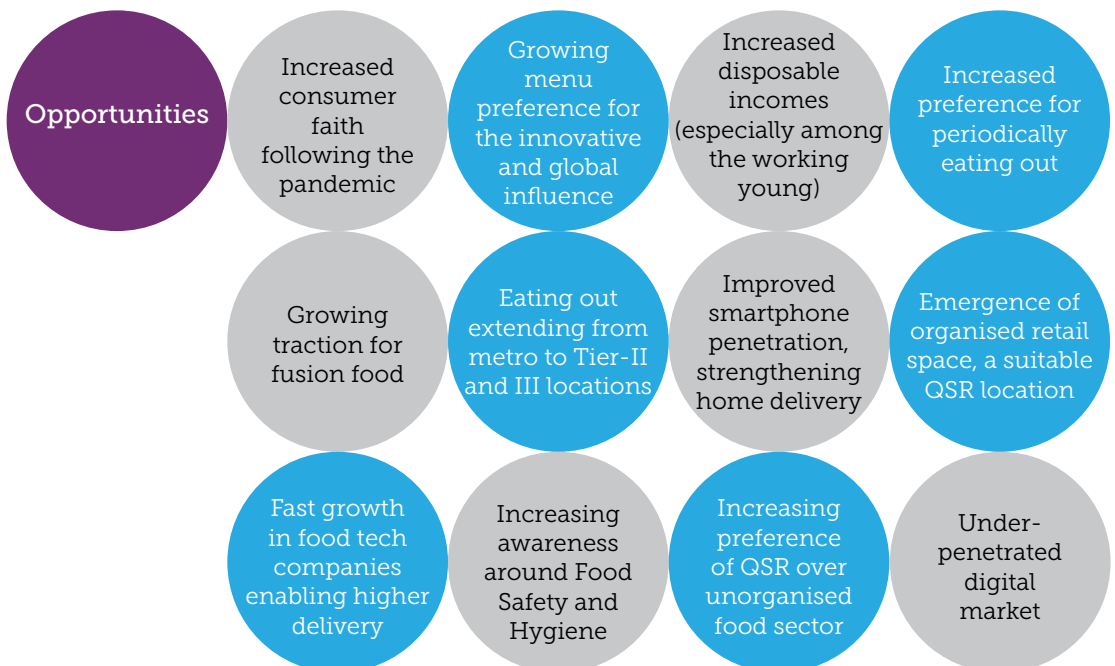 Opportunities
Increased
consumer
faith
following the
pandemic
Growing
menu
preference for
the innovative
and global
influence
Increased
disposable
incomes
(especially among
the working
young)
Increased
preference for
periodically
eating out
Growing
traction for
fusion food
Eating out
extending from
metro to Tier-II
and III locations
Improved
smartphone
penetration,
strengthening
home delivery
Emergence of
organised retail
space, a suitable
QSR location
Fast growth
in food tech
companies
enabling higher
delivery
Increasing
awareness
around Food
Safety and
Hygiene
Increasing
preference
of QSR over
unorganised
food sector
Under-
penetrated
digital
market